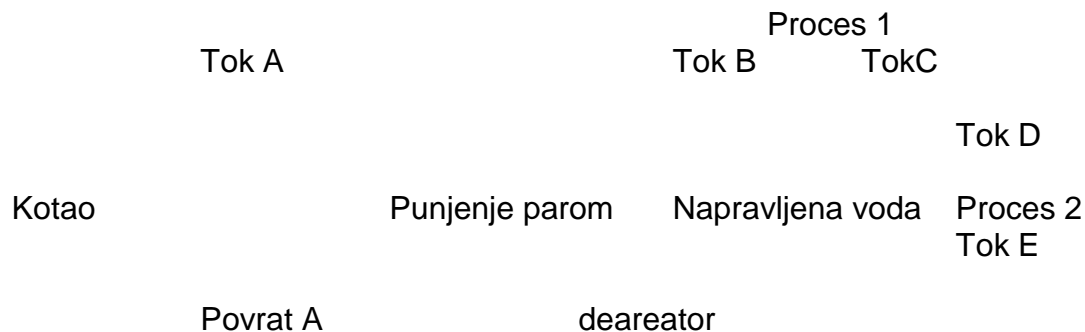 Proces 1
Tok A Tok B TokC
Tok D
Kotao Punjenje parom Napravljena voda Proces 2
Tok E
Povrat A deareator